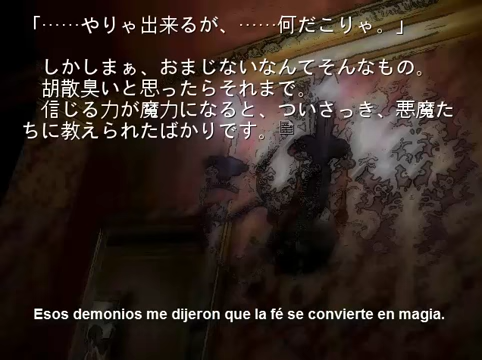 「……やりゃ出来るが、……何だこりゃ。」
しかしまぁ、おまじないなんてそんなもの。
胡散臭いと思ったらそれまで。
信じる力が魔力になると、ついさっき、悪魔た
ちに教えられたばかりです。
Esos demonios me dijeron que la fé se convierte en magia.